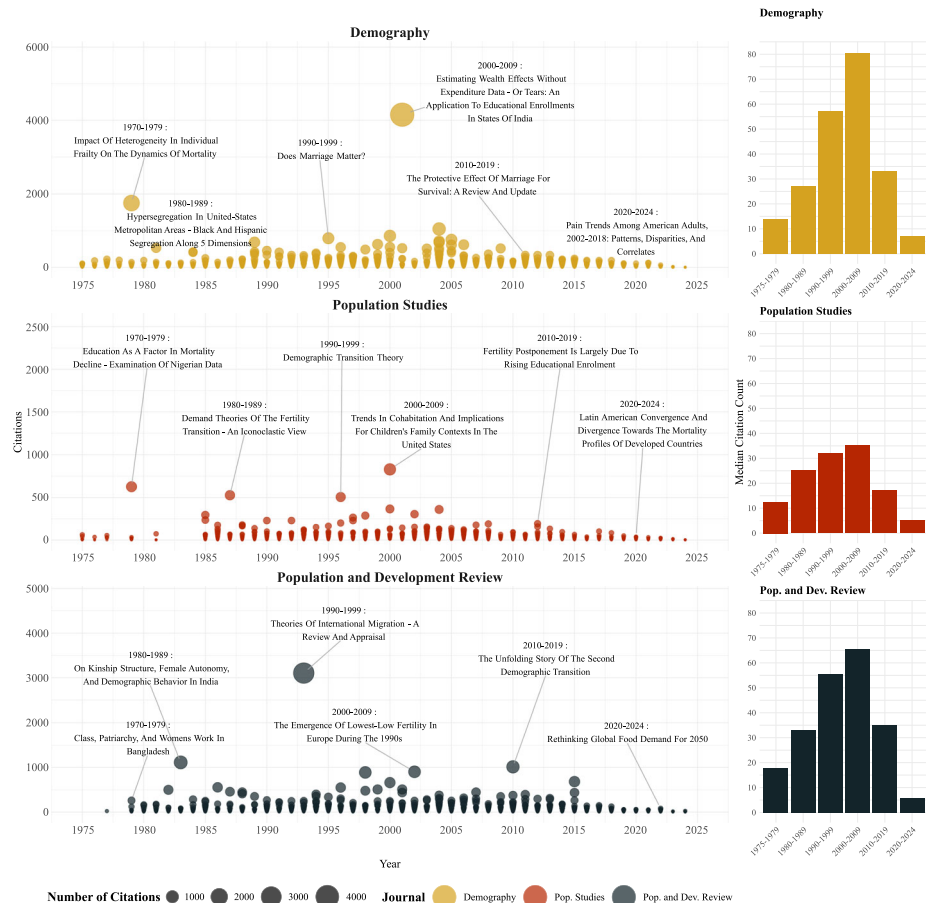 Demography
6000
4000
2000
0
2000-2009 :
Estimating Wealth Effects Without
Expenditure Data - Or Tears: An
Application To Educational Enrollments
In States Of India
1970-1979 :
Impact Of Heterogeneity In Individual
Frailty On The Dynamics Of Mortality
1990-1999 :
Does Marriage Matter?
2010-2019 :
The Protective Effect Of Marriage For
Survival: A Review And Update
1980-1989 :
Hypersegregation In United-States
Metropolitan Areas - Black And Hispanic
Segregation Along 5 Dimensions
2020-2024 :
Pain Trends Among American Adults,
2002-2018: Patterns, Disparities, And
Correlates
1975 1980 1985 1990 1995 2000 2005 2010 2015 2020 2025
Population Studies
2500
2000
1500
1000
500
0
Citations
1970-1979 :
Education As A Factor In Mortality
Decline - Examination Of Nigerian Data
1990-1999 :
Demographic Transition Theory
2010-2019 :
Fertility Postponement Is Largely Due To
Rising Educational Enrolment
1980-1989 :
Demand Theories Of The Fertility
Transition - An Iconoclastic View
2000-2009 :
Trends In Cohabitation And Implications
For Children's Family Contexts In The
United States
2020-2024 :
Latin American Convergence And
Divergence Towards The Mortality
Profiles Of Developed Countries
1975 1980 1985 1990 1995 2000 2005 2010 2015 2020 2025
Population and Development Review
5000
4000
3000
2000
1000
0
1990-1999 :
Theories Of International Migration - A
Review And Appraisal
1980-1989 :
On Kinship Structure, Female Autonomy,
And Demographic Behavior In India
2010-2019 :
The Unfolding Story Of The Second
Demographic Transition
1970-1979 :
Class, Patriarchy, And Womens Work In
Bangladesh
2000-2009 :
The Emergence Of Lowest-Low Fertility In
Europe During The 1990s
2020-2024 :
Rethinking Global Food Demand For 2050
1975 1980 1985 1990 1995 2000 2005 2010 2015 2020 2025
Year
Number of Citations 1000 2000 3000 4000 Journal Demography Pop. Studies Pop. and Dev. Review
Demography
80
70
60
50
40
30
20
10
0
1975-1979 1980-1989 1990-1999 2000-2009 2010-2019 2020-2024
Population Studies
80
70
60
50
40
30
20
10
0
Median Citation Count
1975-1979 1980-1989 1990-1999 2000-2009 2010-2019 2020-2024
Pop. and Dev. Review
80
70
60
50
40
30
20
10
0
1975-1979 1980-1989 1990-1999 2000-2009 2010-2019 2020-2024